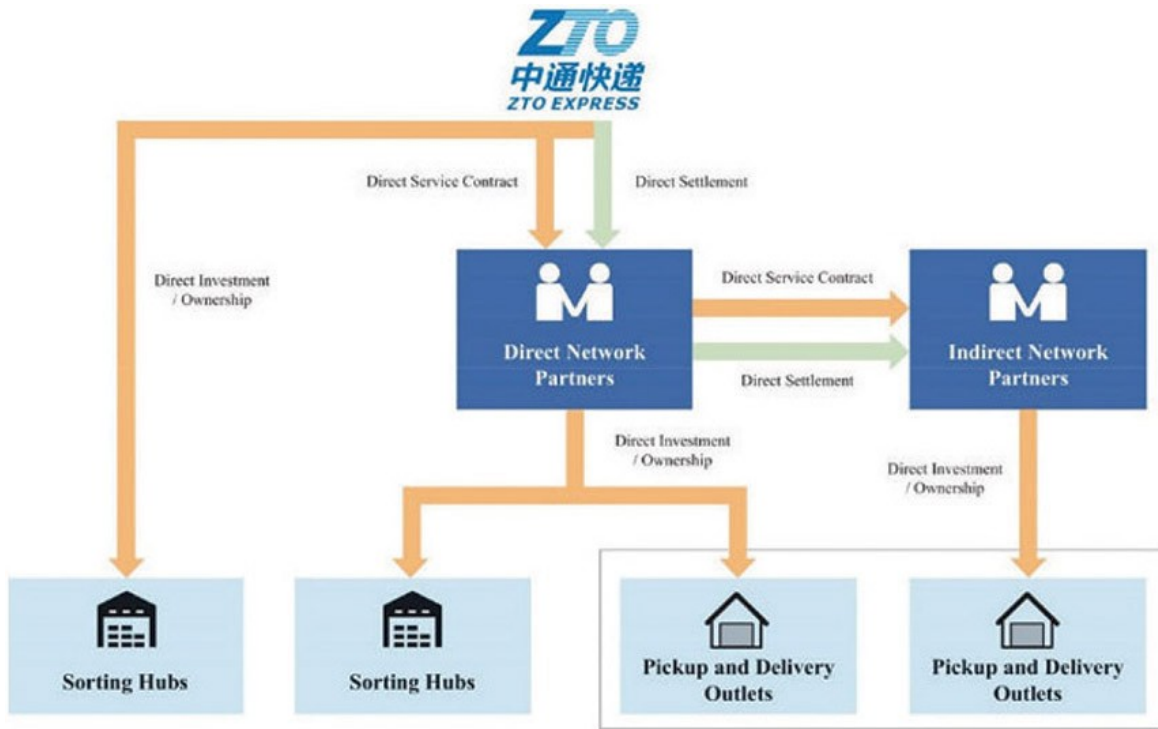 ZTO
中通快递
ZTO EXPRESS
Direct Service Contract
Direct Settlement
Direct Investment
/ Ownership
Direct Network
Partners
Direct Service Contract
Direct Settlement
Indirect Network
Partners
Direct Investment
/ Ownership
Direct Investment
/ Ownership
Sorting Hubs
Sorting Hubs
Pickup and Delivery
Outlets
Pickup and Delivery
Outlets